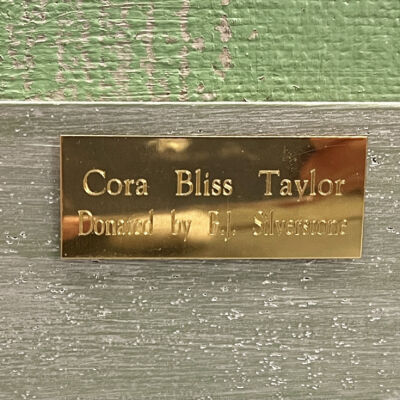 Cora Bliss Taylor
Donated by F.J. Silverstone